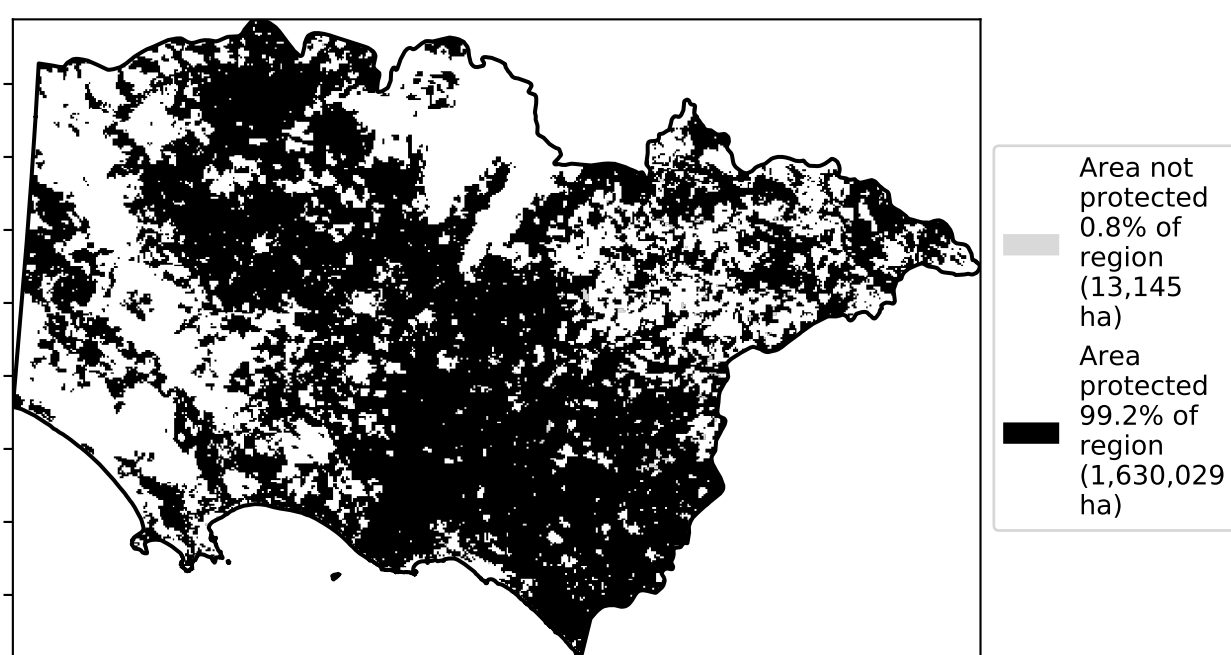 Area not
protected
0.8% of
region
(13,145
ha)
Area
protected
99.2% of
region
(1,630,029
ha)